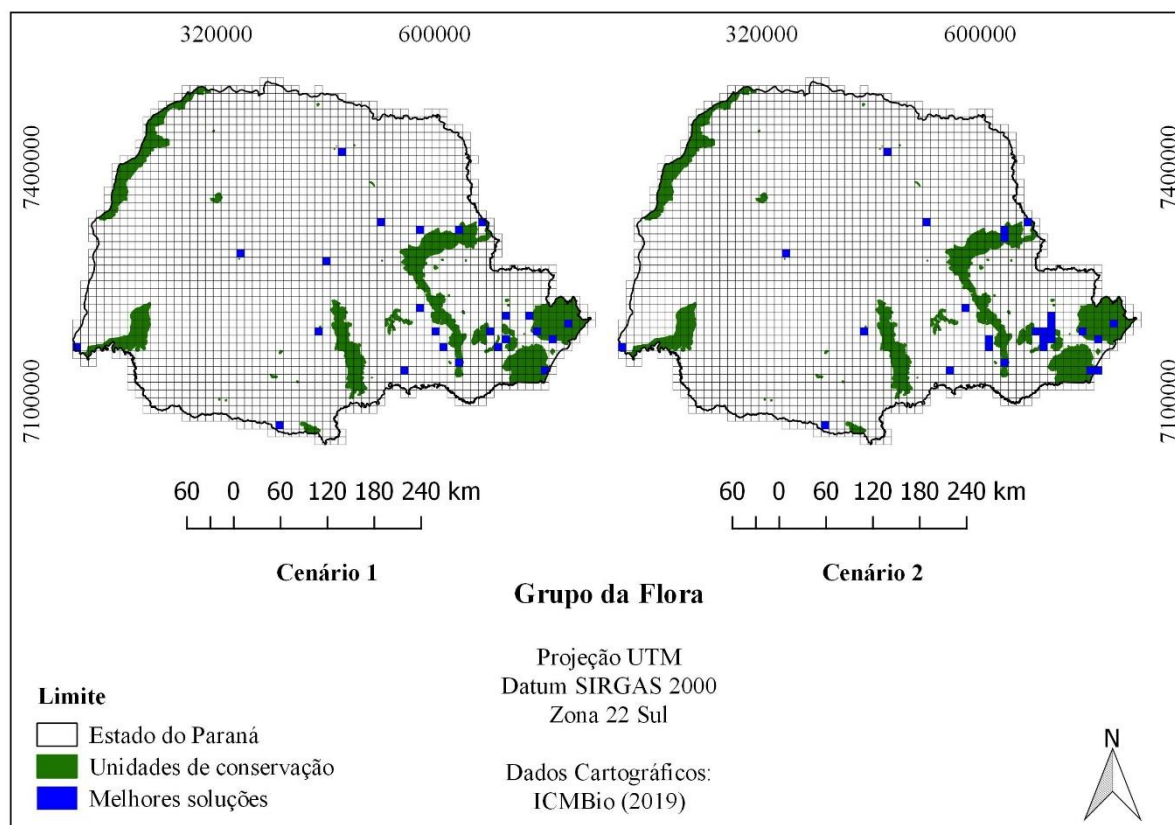 320000 600000 320000 600000
7400000
7400000
7100000
7100000
60 0 60 120 180 240 km
60 0 60 120 180 240 km
Cenário 1
Cenário 2
Grupo da Flora
Projeção UTM
Datum SIRGAS 2000
Zona 22 Sul
Dados Cartográficos:
ICMBio (2019)
Limite
Estado do Paraná
Unidades de conservação
Melhores soluções
N